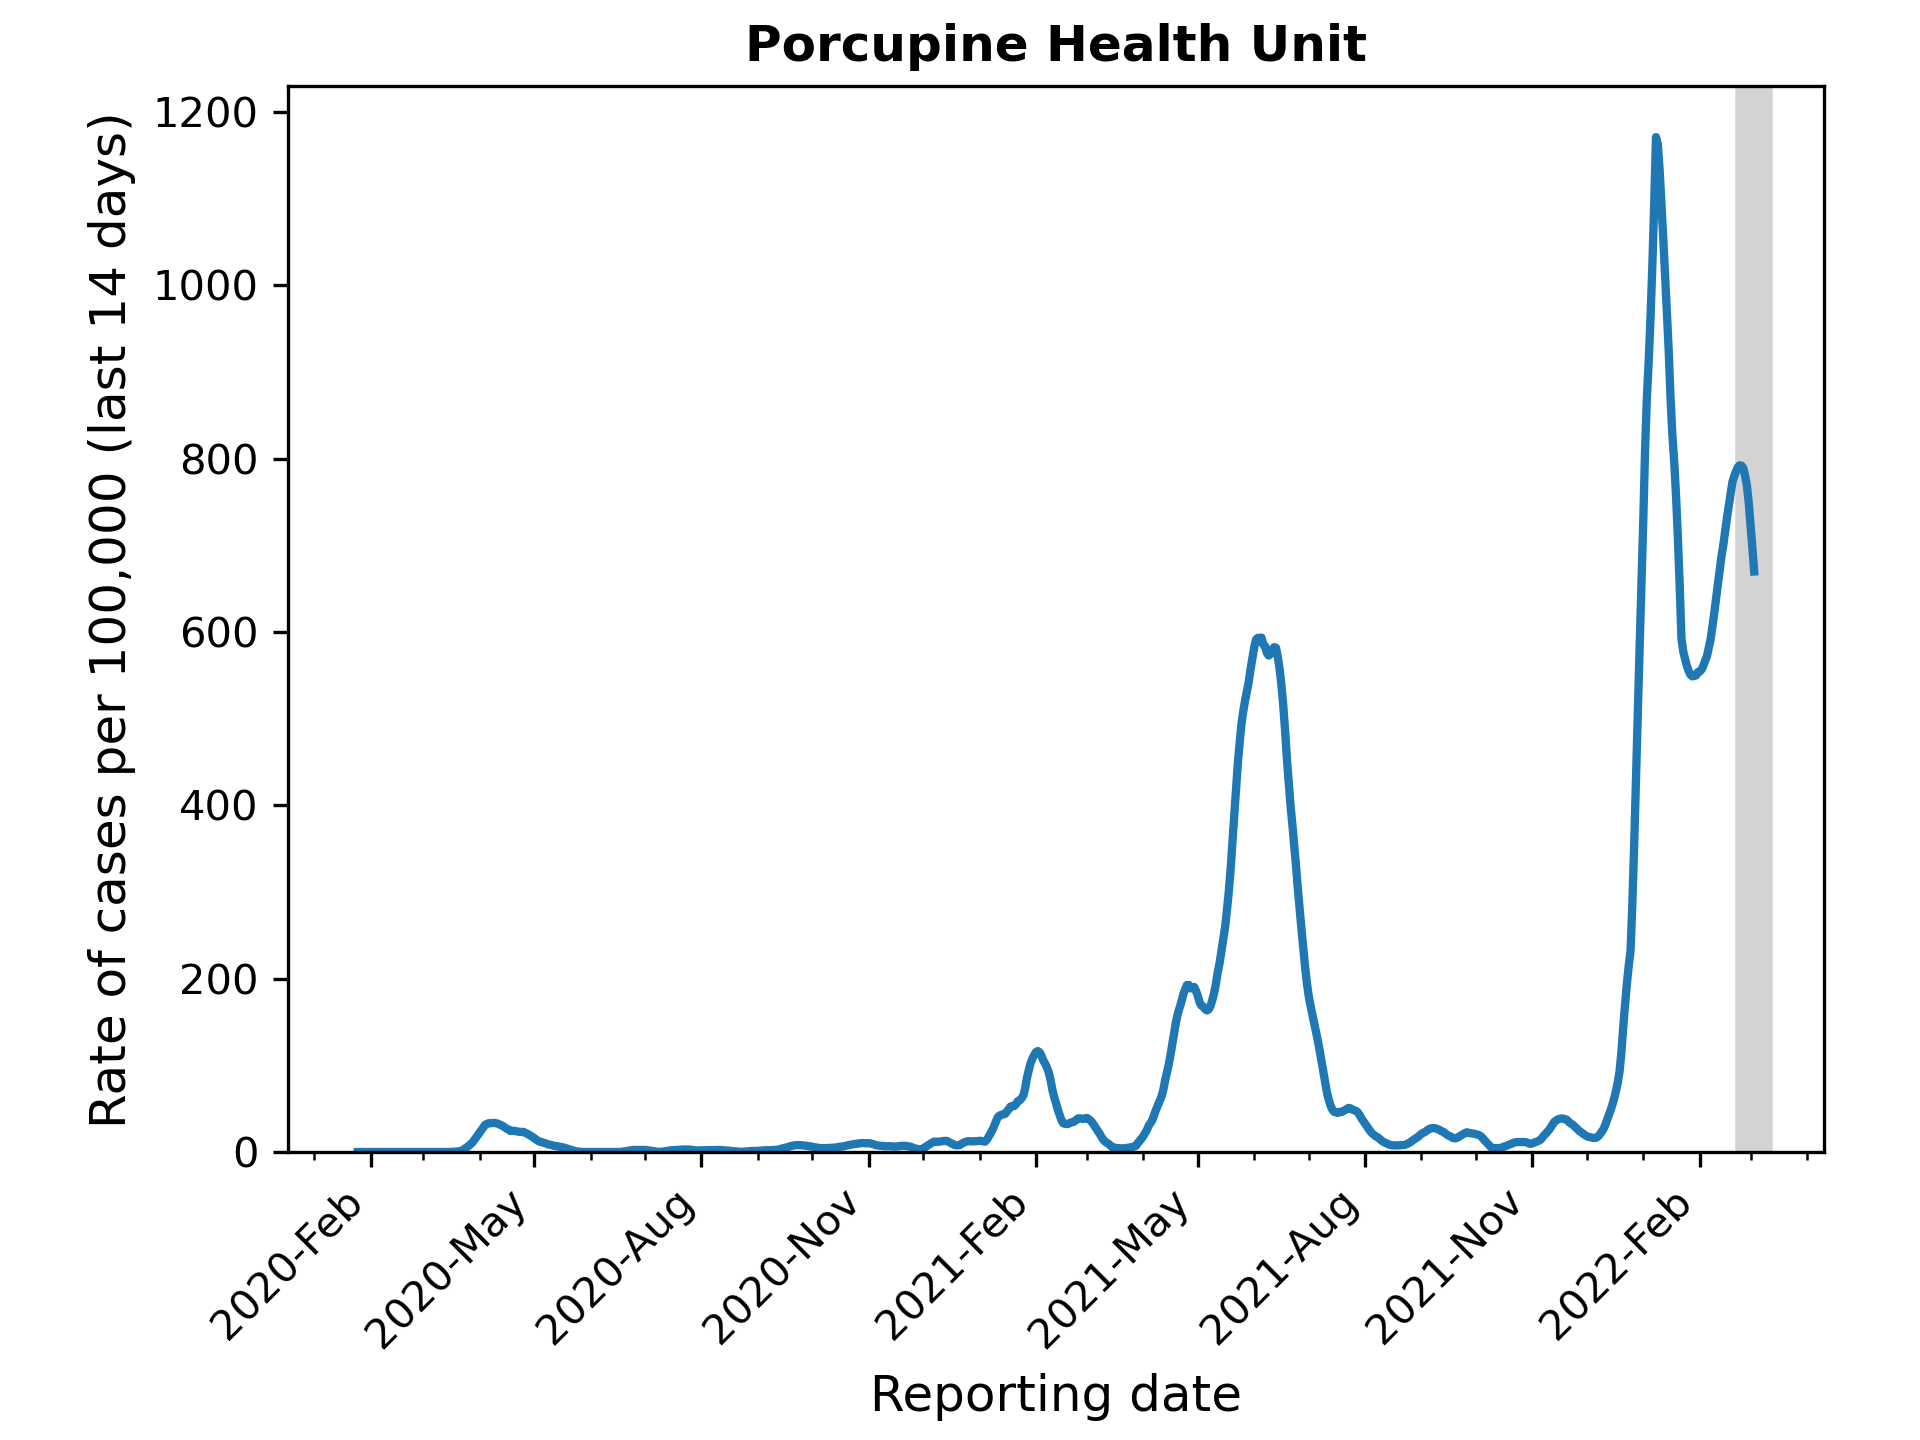 Porcupine Health Unit
Rate of cases per 100,000 (last 14 days)
1200
1000
800
600
400
200
0
2020-Feb
2020-May
2020-Aug
2020-Nov
2021-Feb
2021-May
2021-Aug
2021-Nov
2022-Feb
Reporting date